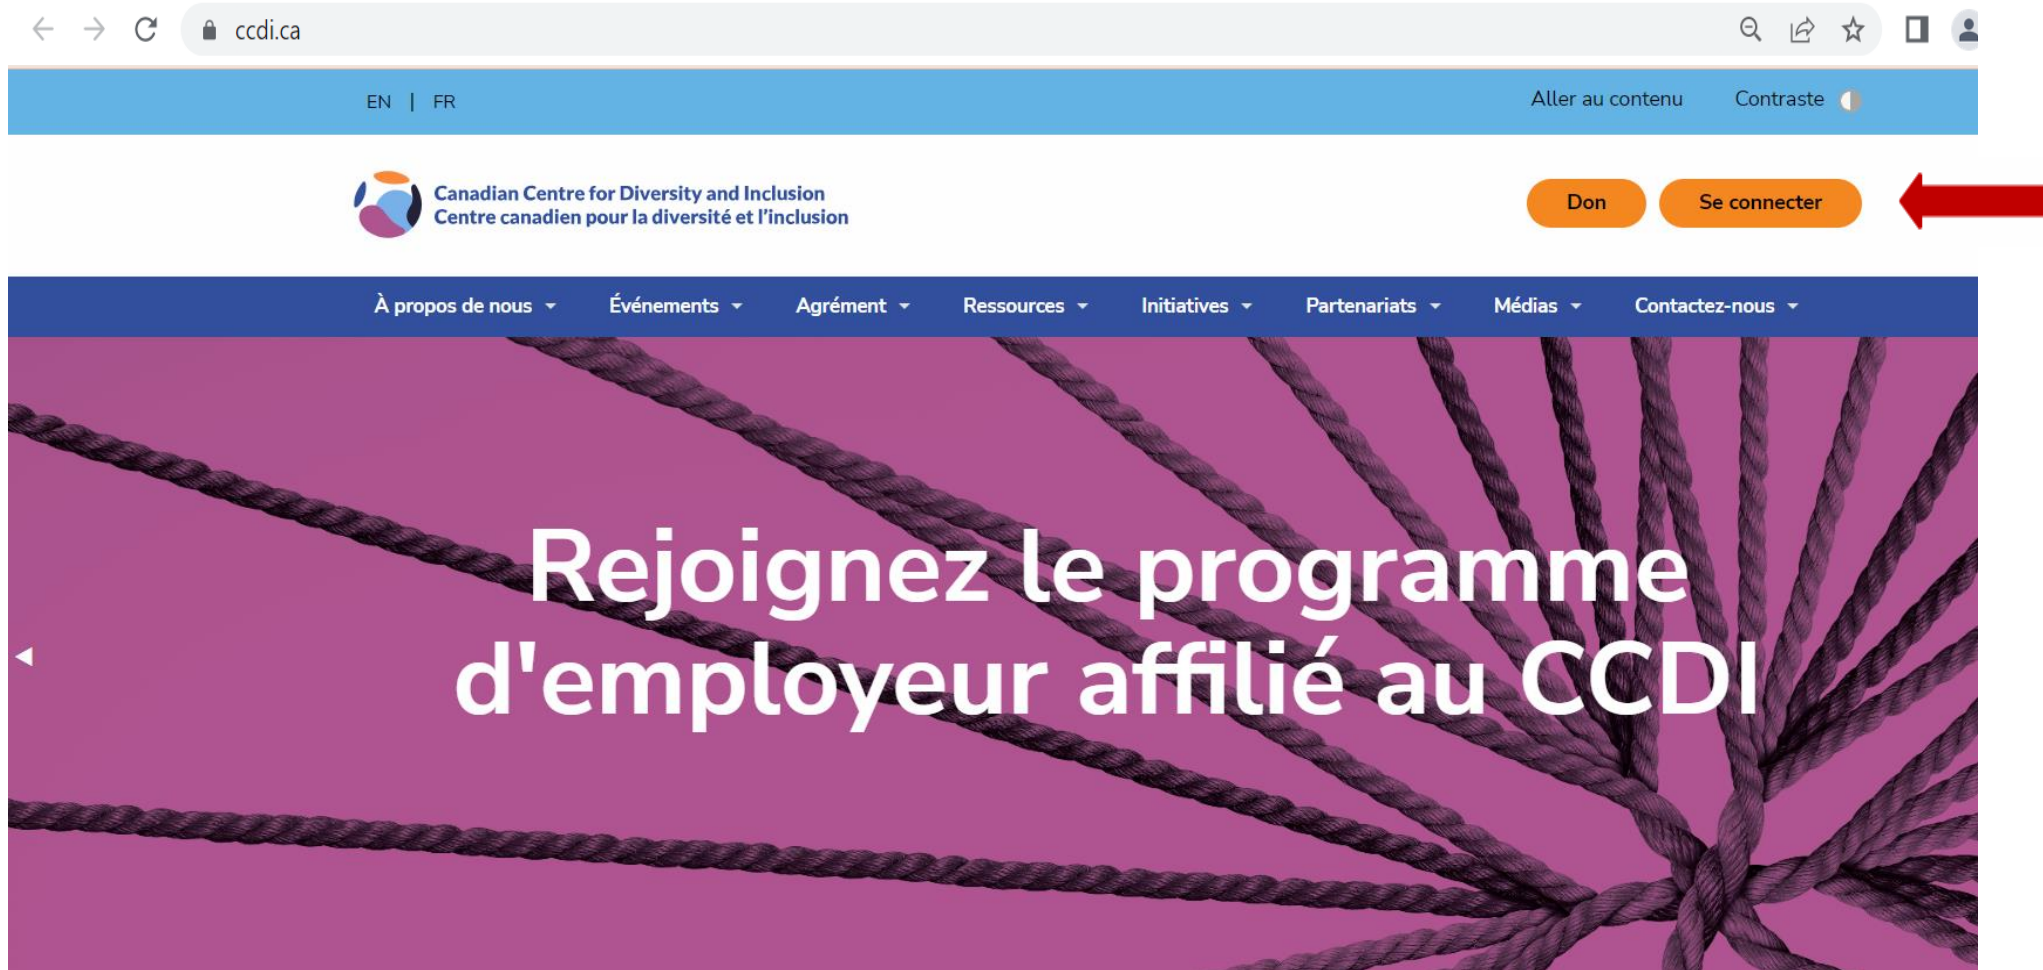 ccdi.ca
EN | FR
Aller au contenu
Contraste
Canadian Centre for Diversity and Inclusion
Centre canadien pour la diversité et l'inclusion
Don
Se connecter
À propos de nous
Événements
Agrément
Ressources
Initiatives
Partenariats
Médias
Contactez-nous
Rejoignez le programme
d'employeur affilié au CCDI